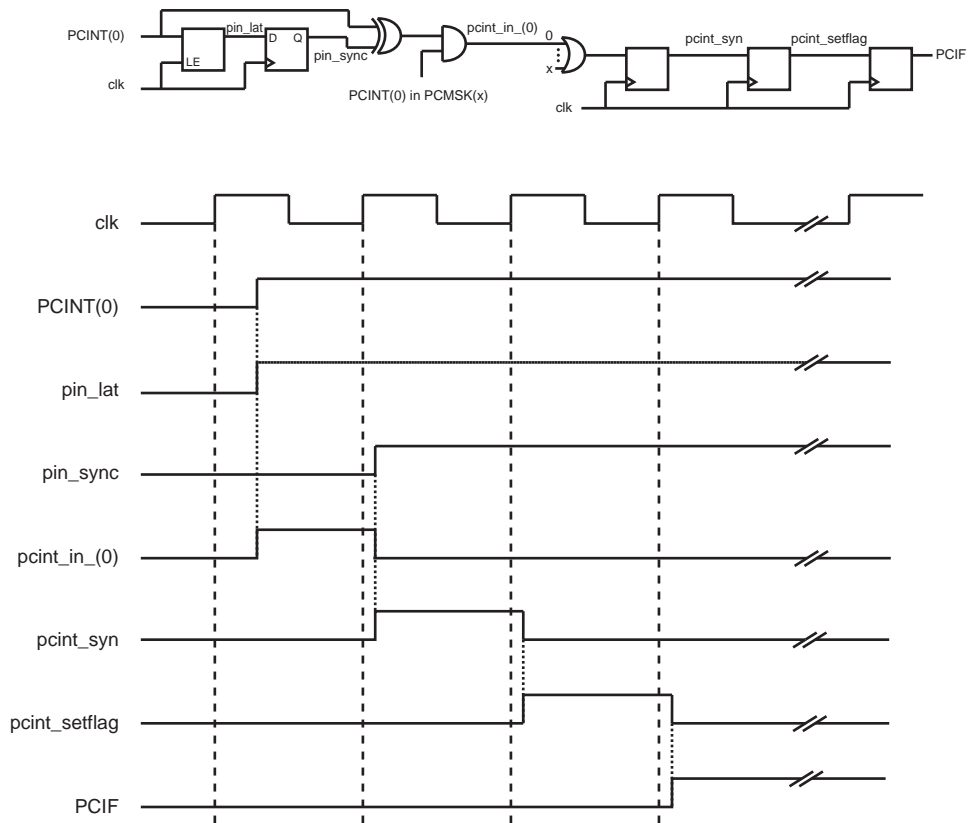 PCINT(0)
pin_lat
D Q
LE
pin_sync
clk
pcint_in_(0)
0
x
PCINT(0) in PCMSK(x)
pcint_syn
pcint_setflag
PCIF
clk
clk
PCINT(0)
pin_lat
pin_sync
pcint_in_(0)
pcint_syn
pcint_setflag
PCIF